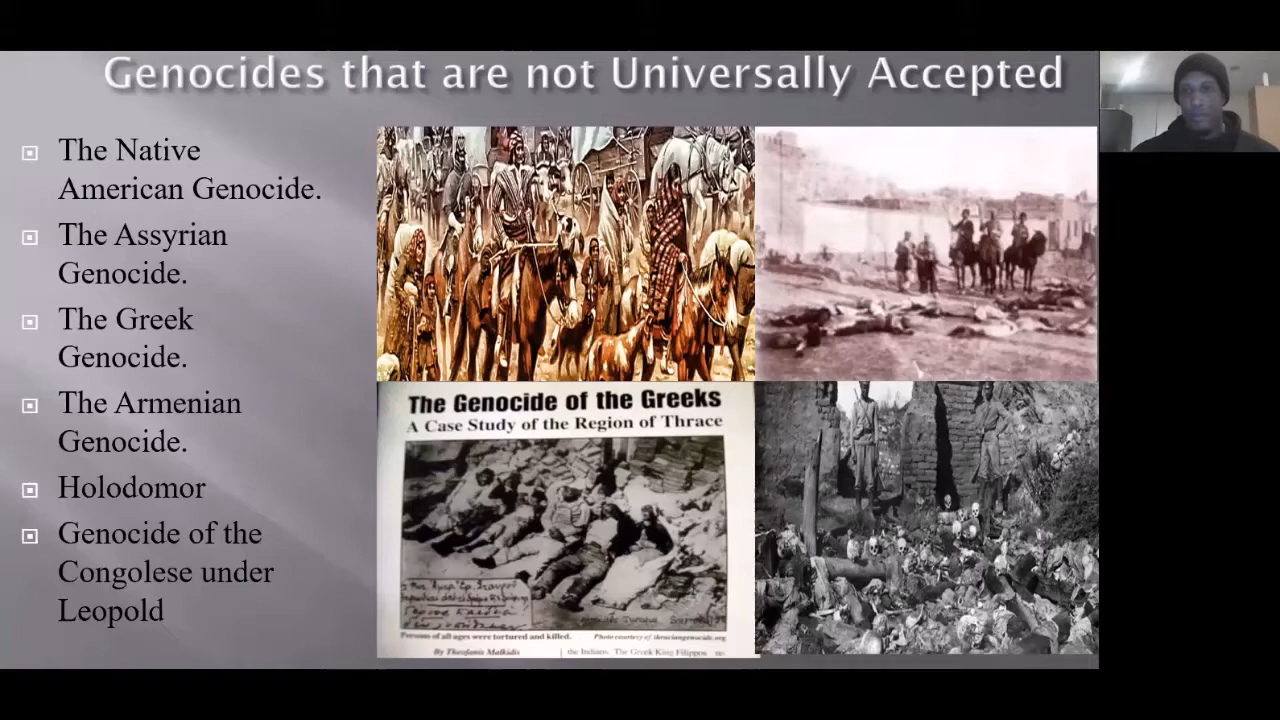 Genocides that are not Universally Accepted
The Native
American Genocide.
The Assyrian
Genocide.
The Greek
Genocide.
The Armenian
Genocide.
Holodomor
Genocide of the
Congolese under
Leopold
The Genocide of the Greeks
A Case Study of the Region of Thrace
Persons of all ages were tortured and killed.
Photo courtesy of thraciangenocide.org
By Theofanis Malkidis
the Indians. The Greek King Filippos